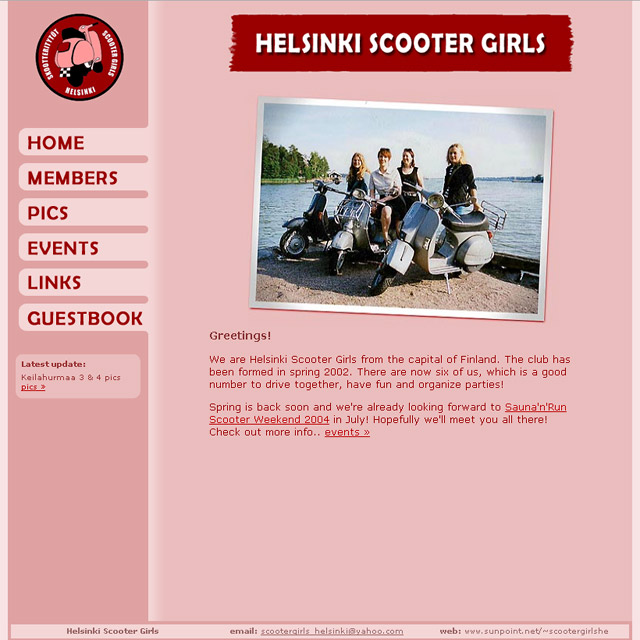 SKOOTTERITYTÖT
SCOOTER GIRLS
HELSINKI
HELSINKI SCOOTER GIRLS
HOME
MEMBERS
PICS
EVENTS
LINKS
GUESTBOOK
Latest update:
Keilahurmaa 3 & 4 pics
pics »
Greetings!
We are Helsinki Scooter Girls from the capital of Finland. The club has
been formed in spring 2002. There are now six of us, which is a good
number to drive together, have fun and organize parties!
Spring is back soon and we're already looking forward to Sauna'n'Run
Scooter Weekend 2004 in July! Hopefully we'll meet you all there!
Check out more info.. events »
Helsinki Scooter Girls email: scootergirls_helsinki@yahoo.com web: www.sunpoint.net/~scootergirlshe